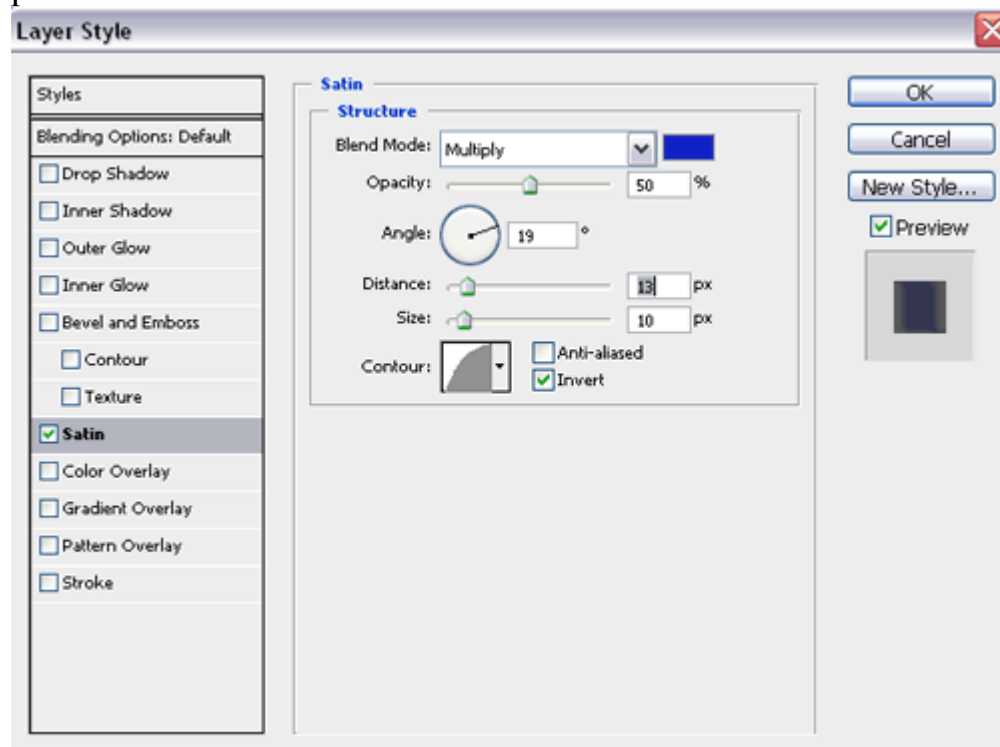 Layer Style
Styles
Blending Options: Default
Drop Shadow
Inner Shadow
Outer Glow
Inner Glow
Bevel and Emboss
Contour
Texture
Satin
Color Overlay
Gradient Overlay
Pattern Overlay
Stroke
Satin
Structure
Blend Mode: Multiply
Opacity: 50 %
Angle: 19 °
Distance: 13 px
Size: 10 px
Contour:
Anti-aliased
Invert
OK
Cancel
New Style...
Preview